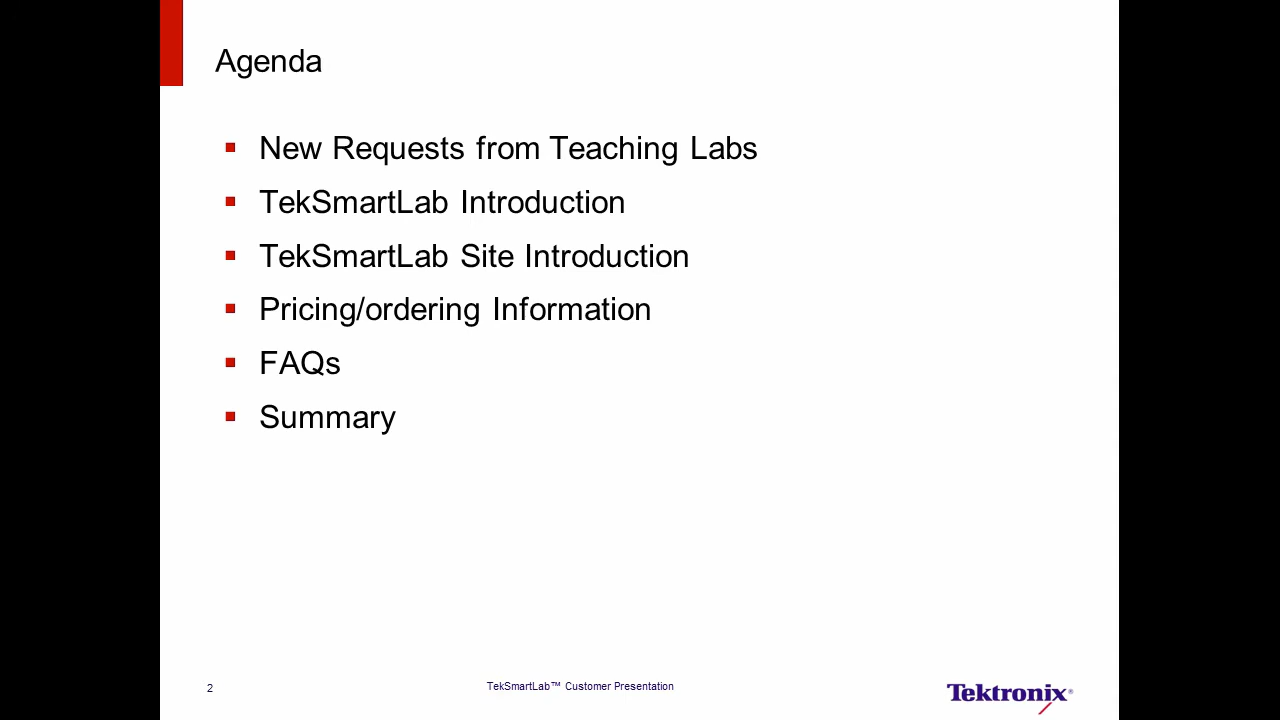 Agenda
New Requests from Teaching Labs
TekSmartLab Introduction
TekSmartLab Site Introduction
Pricing/ordering Information
FAQs
Summary
2
TekSmartLab™ Customer Presentation
Tektronix®